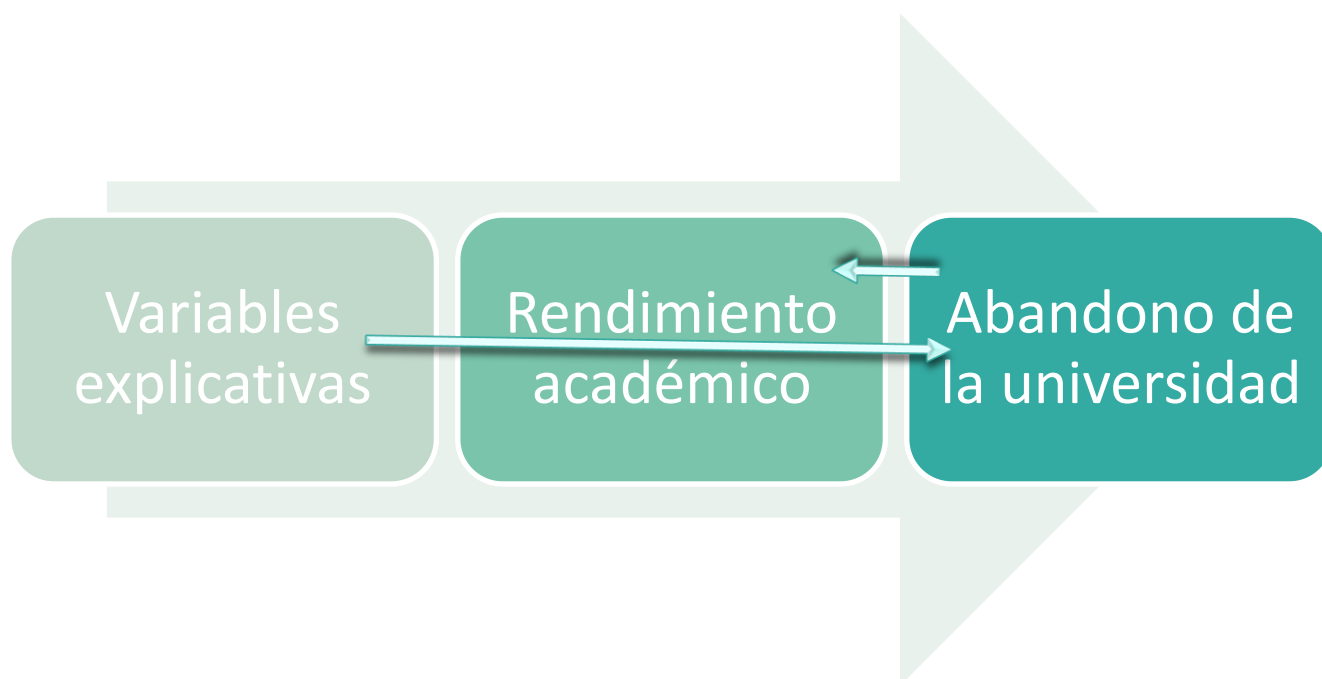 Variables
explicativas
Rendimiento
académico
Abandono de
la universidad